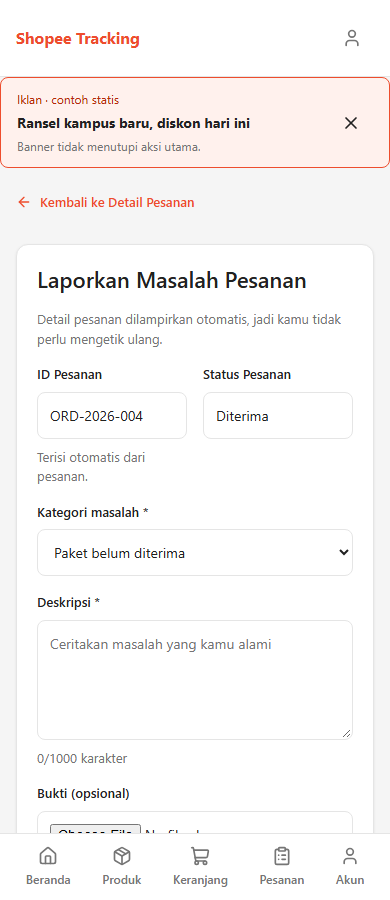 Shopee Tracking
Iklan · contoh statis
Ransel kampus baru, diskon hari ini
Banner tidak menutupi aksi utama.
Kembali ke Detail Pesanan
Laporkan Masalah Pesanan
Detail pesanan dilampirkan otomatis, jadi kamu tidak
perlu mengetik ulang.
ID Pesanan
Status Pesanan
ORD-2026-004
Diterima
Terisi otomatis dari
pesanan.
Kategori masalah *
Paket belum diterima
Deskripsi *
Ceritakan masalah yang kamu alami
0/1000 karakter
Bukti (opsional)
Beranda
Produk
Keranjang
Pesanan
Akun